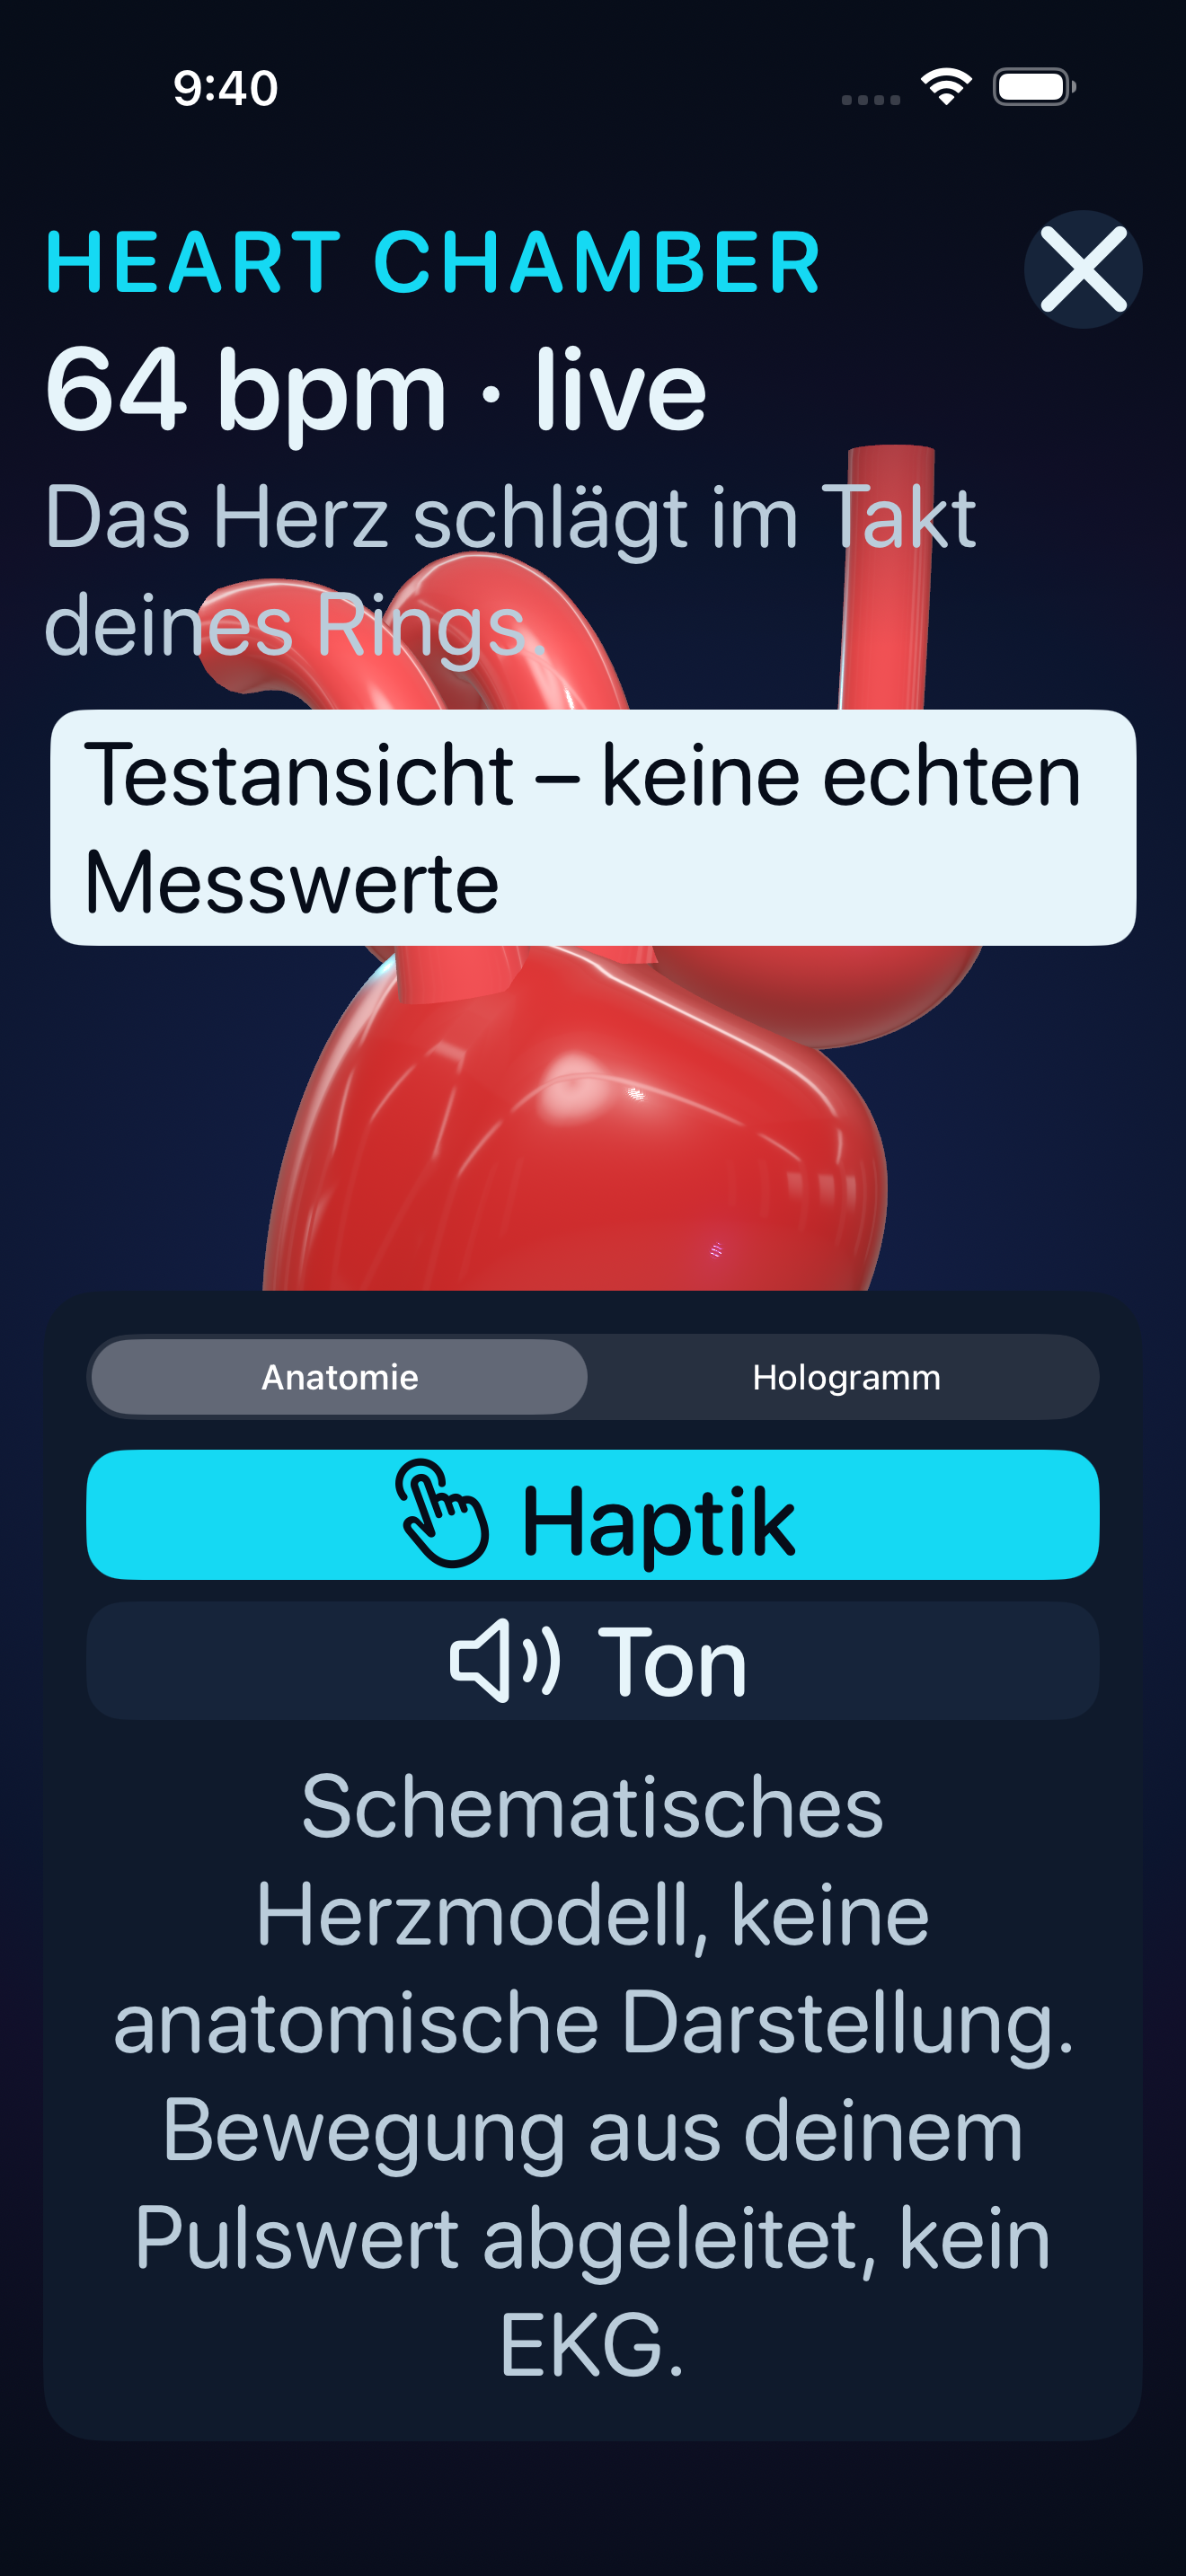 9:40
HEART CHAMBER
64 bpm · live
Das Herz schlägt im Takt
deines Rings.
Testansicht – keine echten
Messwerte
Anatomie
Hologramm
Haptik
Ton
Schematisches
Herzmodell, keine
anatomische Darstellung.
Bewegung aus deinem
Pulswert abgeleitet, kein
EKG.